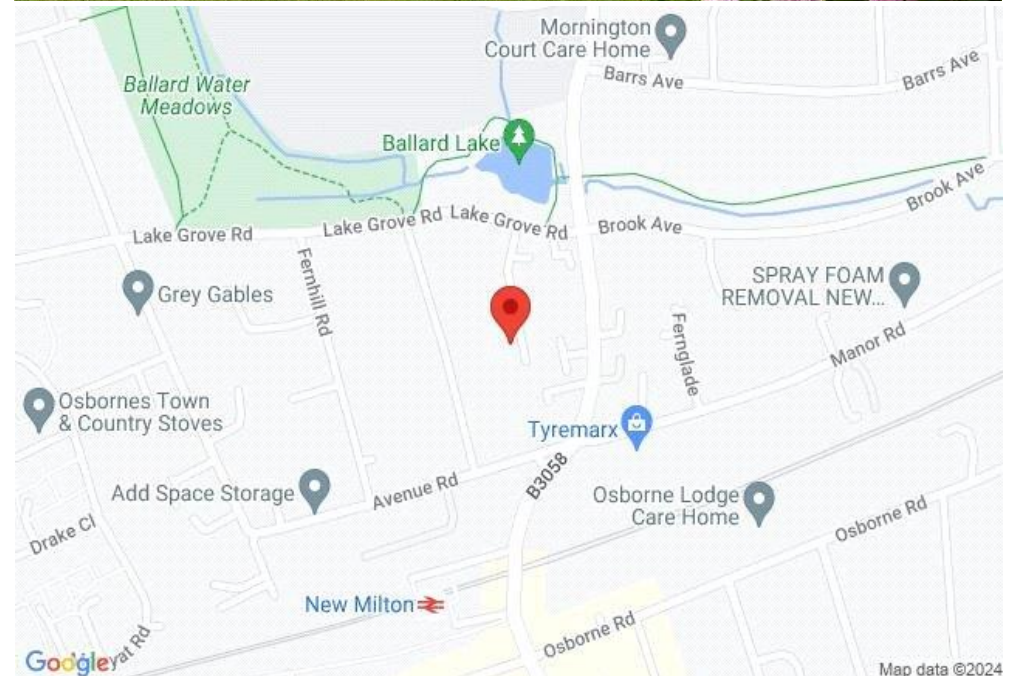 Mornington
Court Care Home
Barrs Ave
Barrs Ave
Ballard Water
Meadows
Ballard Lake
Brook Ave
Lake Grove Rd
Lake Grove Rd
Lake Grove Rd
Brook Ave
Fernhill Rd
Grey Gables
SPRAY FOAM
REMOVAL NEW...
Fernglade
Manor Rd
Osbornes Town
& Country Stoves
Tyremarx
B3058
Add Space Storage
Avenue Rd
Osborne Lodge
Care Home
Osborne Rd
Drake Cl
New Milton
Osborne Rd
Google
Map data ©2024